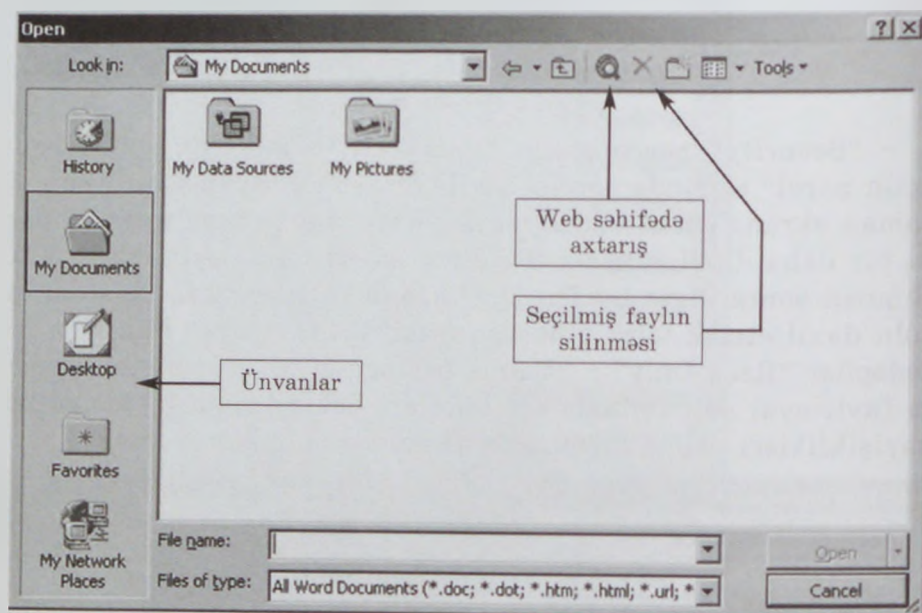 Open
Look in: My Documents Tools
History
My Data Sources My Pictures
Web səhifədə
axtarış
My Documents
Seçilmiş faylın
silinməsi
Desktop
Ünvanlar
Favorites
My Network
Places
File name: Open
Files of type: All Word Documents (*.doc; *.dot; *.htm; *.html; *.url; * Cancel